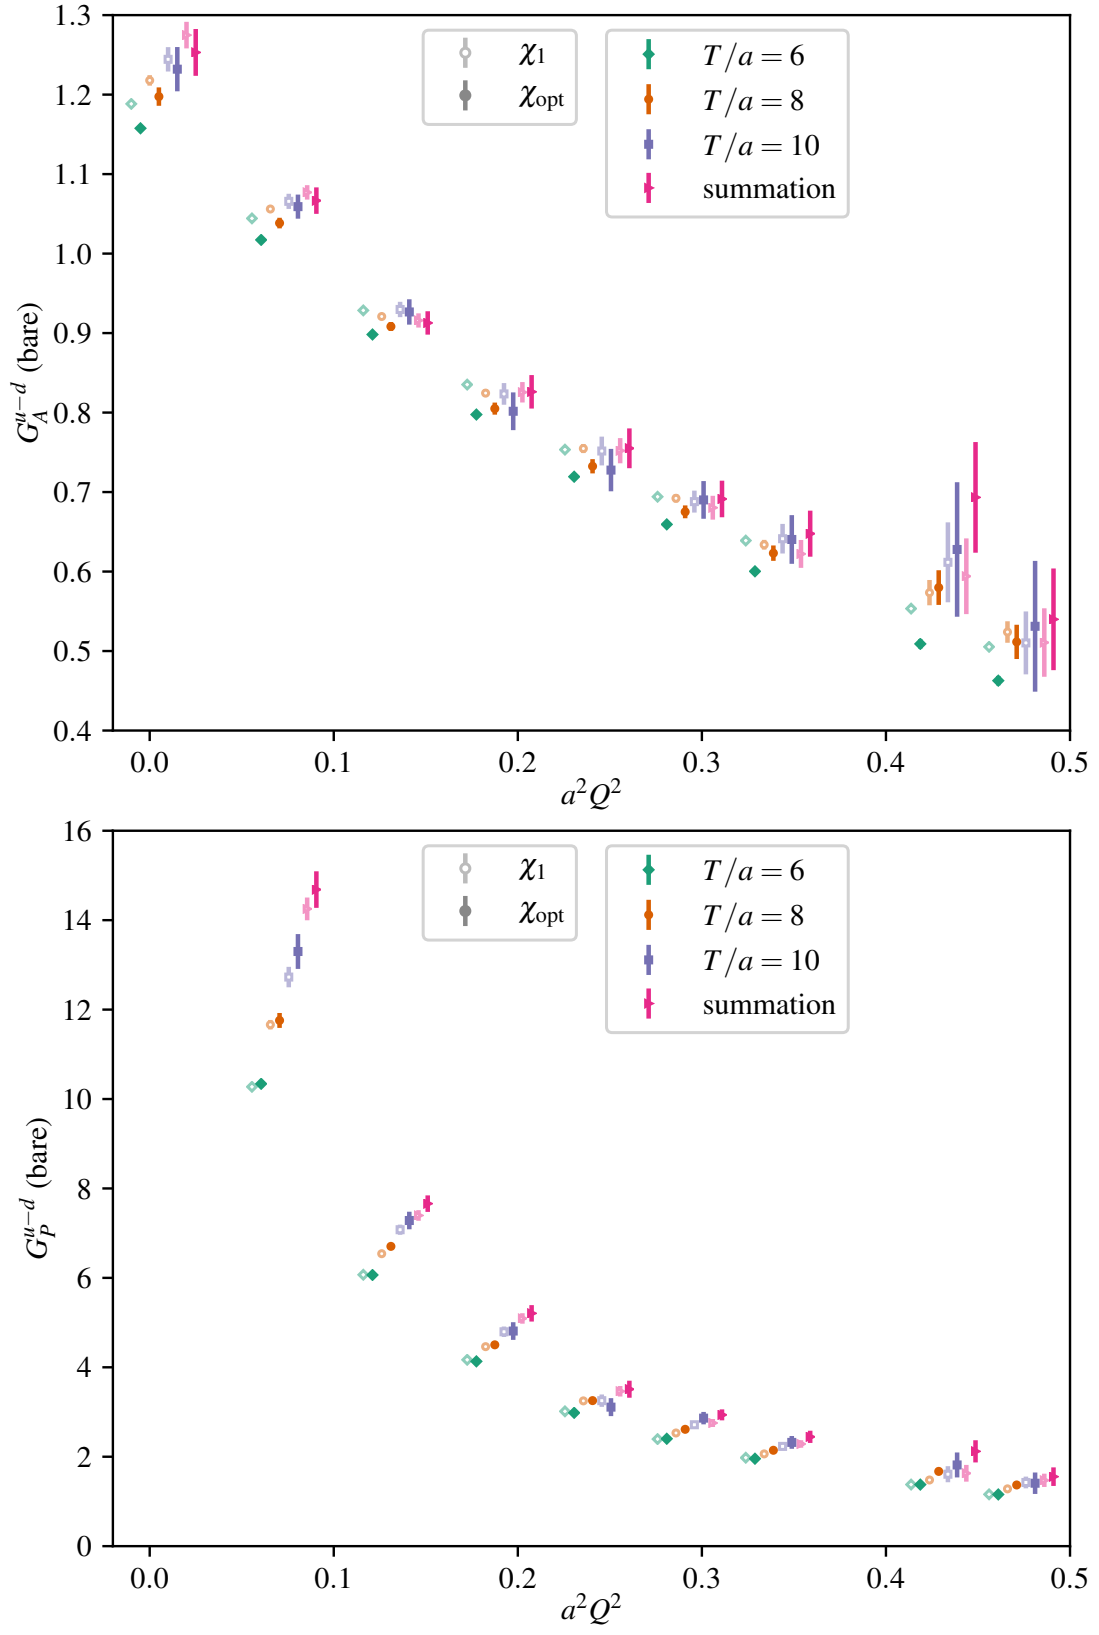 1.3
1.2
1.1
1.0
0.9
0.8
0.7
0.6
0.5
0.4
G_A^{u−d} (bare)
χ₁
χ_opt
T/a = 6
T/a = 8
T/a = 10
summation
0.0 0.1 0.2 0.3 0.4 0.5
a²Q²
16
14
12
10
8
6
4
2
0
G_P^{u−d} (bare)
χ₁
χ_opt
T/a = 6
T/a = 8
T/a = 10
summation
0.0 0.1 0.2 0.3 0.4 0.5
a²Q²